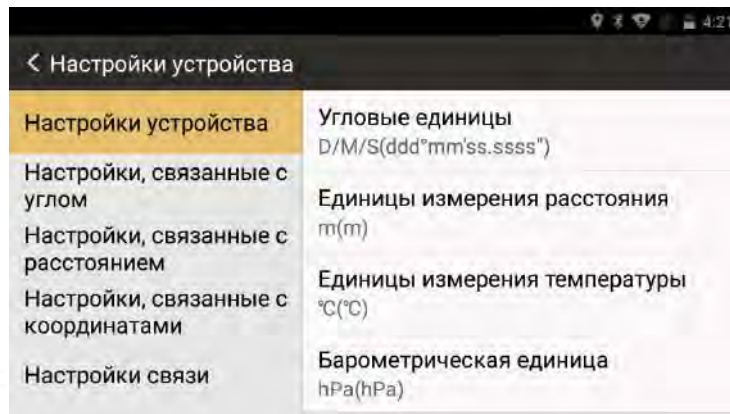 4:21
< Настройки устройства
Настройки устройства
Настройки, связанные с
углом
Настройки, связанные с
расстоянием
Настройки, связанные с
координатами
Настройки связи
Угловые единицы
D/M/S(ddd°mm'ss.ssss")
Единицы измерения расстояния
m(m)
Единицы измерения температуры
℃(℃)
Барометрическая единица
hPa(hPa)